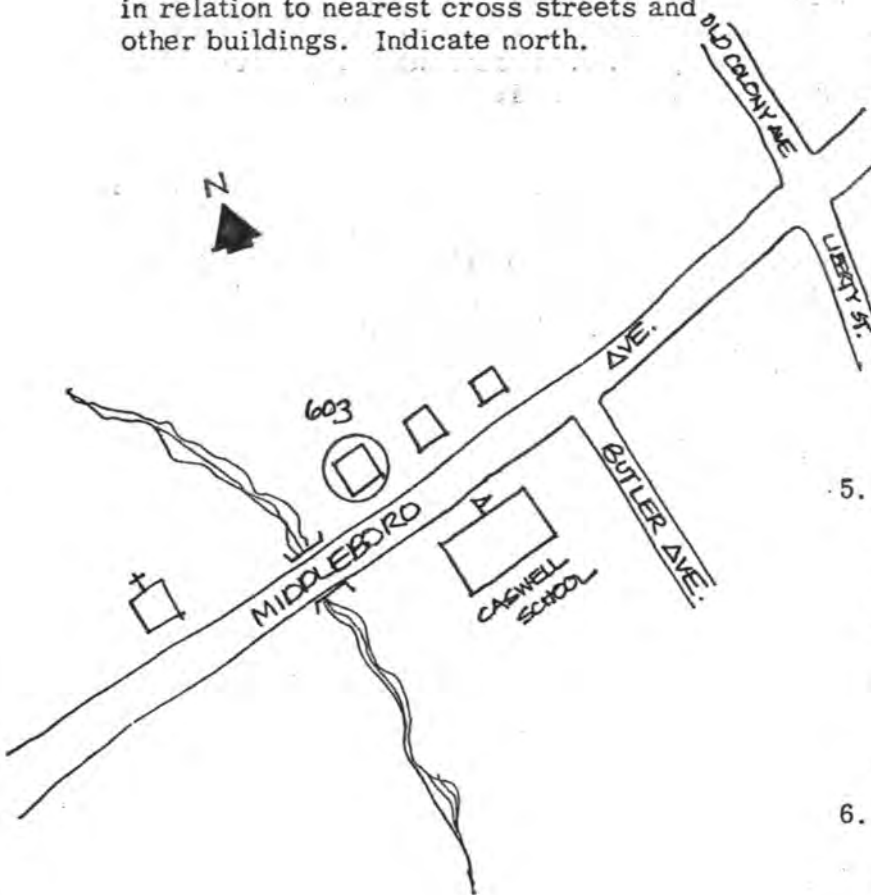 in relation to nearest cross streets and
other buildings. Indicate north.
OLD COLONY AVE
N
LIBERTY ST.
AVE.
603
BUTLER AVE.
5.
MIDDLEBORO
CASWELL
SCHOOL
6.